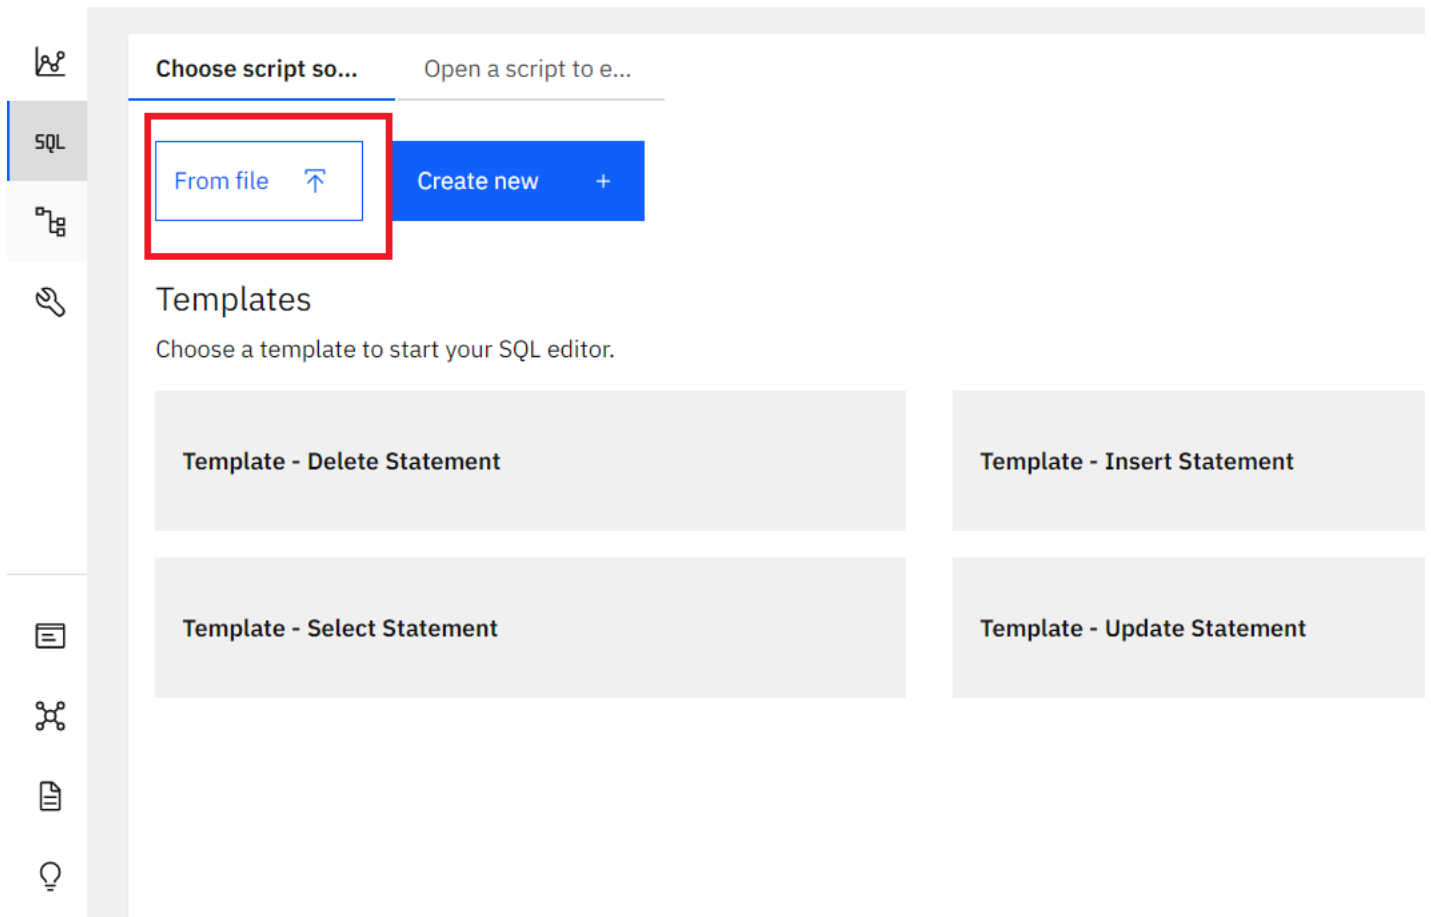 Choose script so...
Open a script to e...
SQL
From file
Create new +
Templates
Choose a template to start your SQL editor.
Template - Delete Statement
Template - Insert Statement
Template - Select Statement
Template - Update Statement